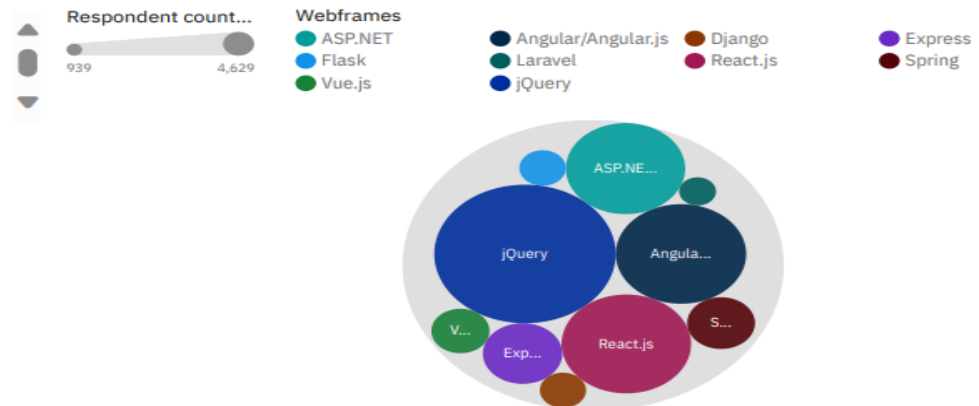 Respondent count...
939 4,629
Webframes
ASP.NET Angular/Angular.js Django Express
Flask Laravel React.js Spring
Vue.js jQuery
ASP.NE...
jQuery Angula...
V... Exp... React.js S...